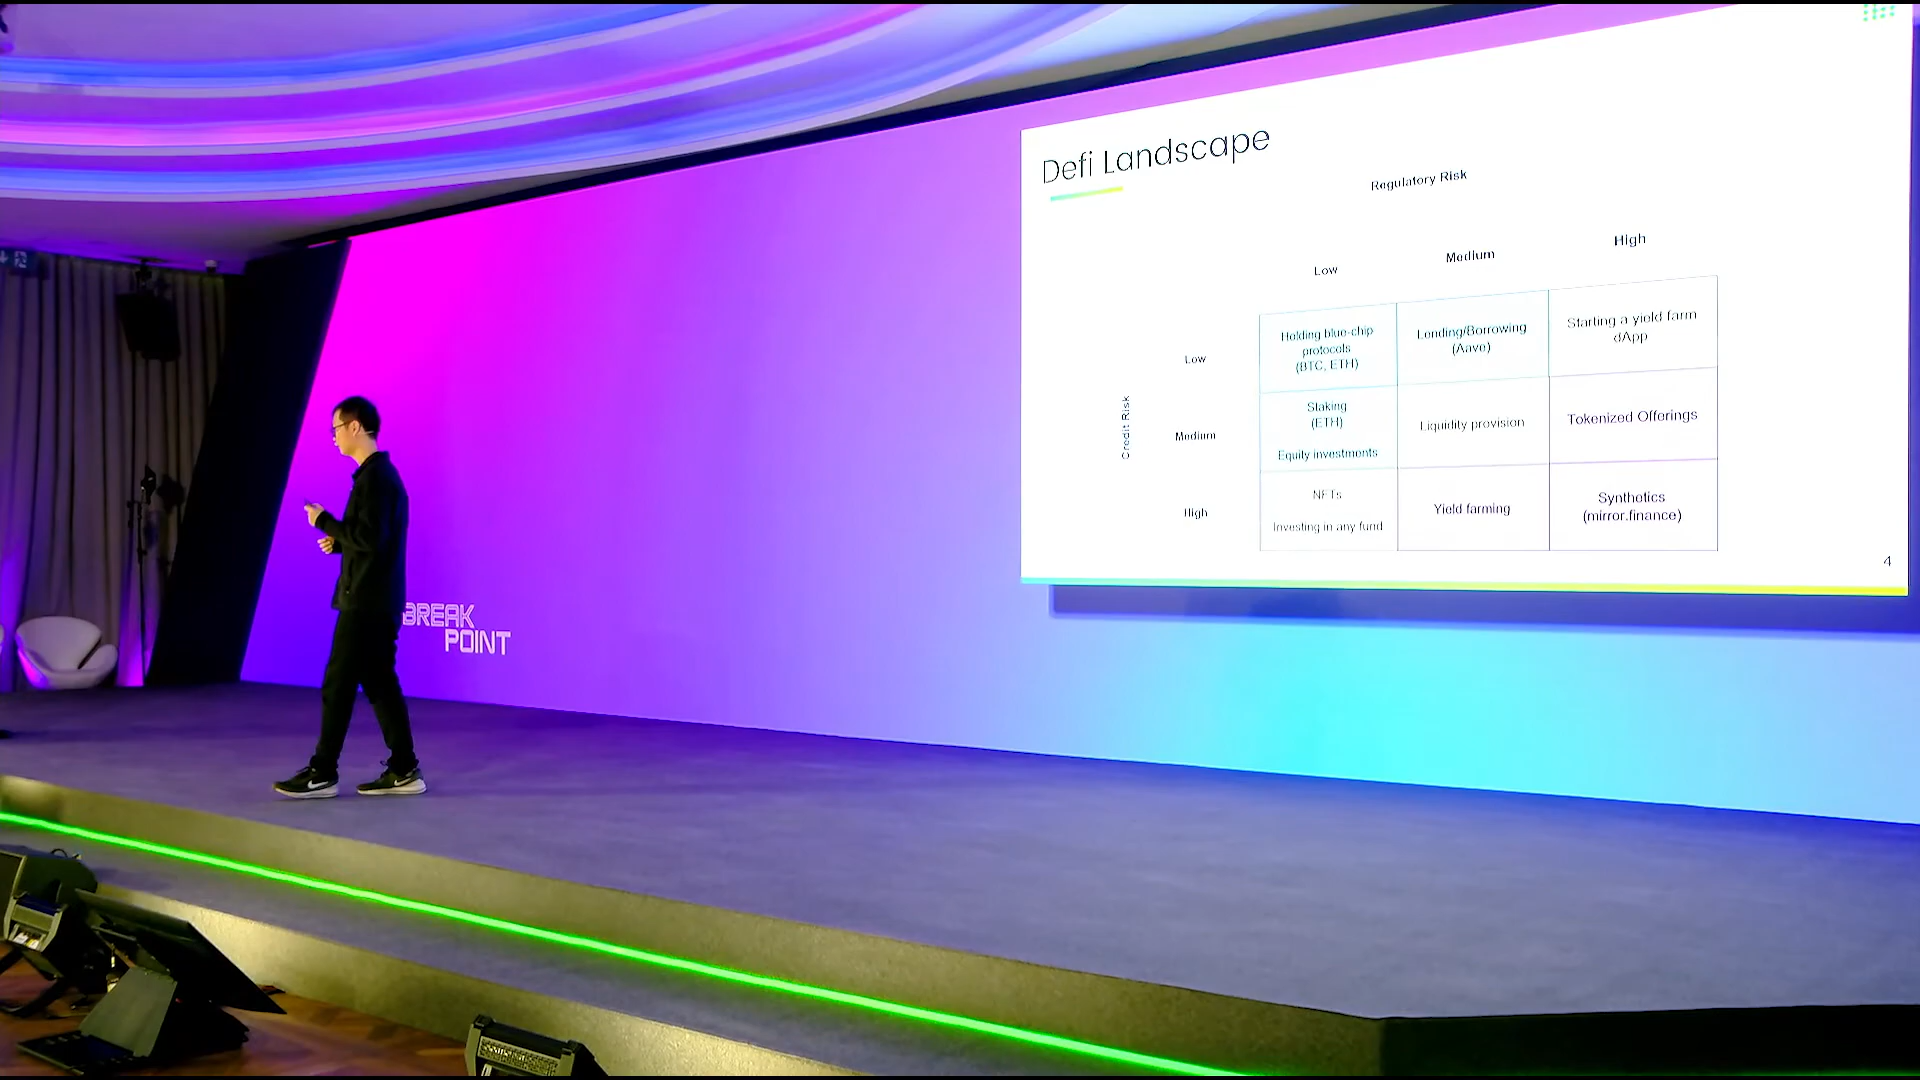 Defi Landscape
Regulatory Risk
Low
Medium
High
Credit Risk
Low
Holding blue-chip
protocols
(BTC, ETH)
Lending/Borrowing
(Aave)
Starting a yield farm
dApp
Medium
Staking
(ETH)
Equity investments
Liquidity provision
Tokenized Offerings
High
NFTs
Investing in any fund
Yield farming
Synthetics
(mirror.finance)
4
BREAK
POINT